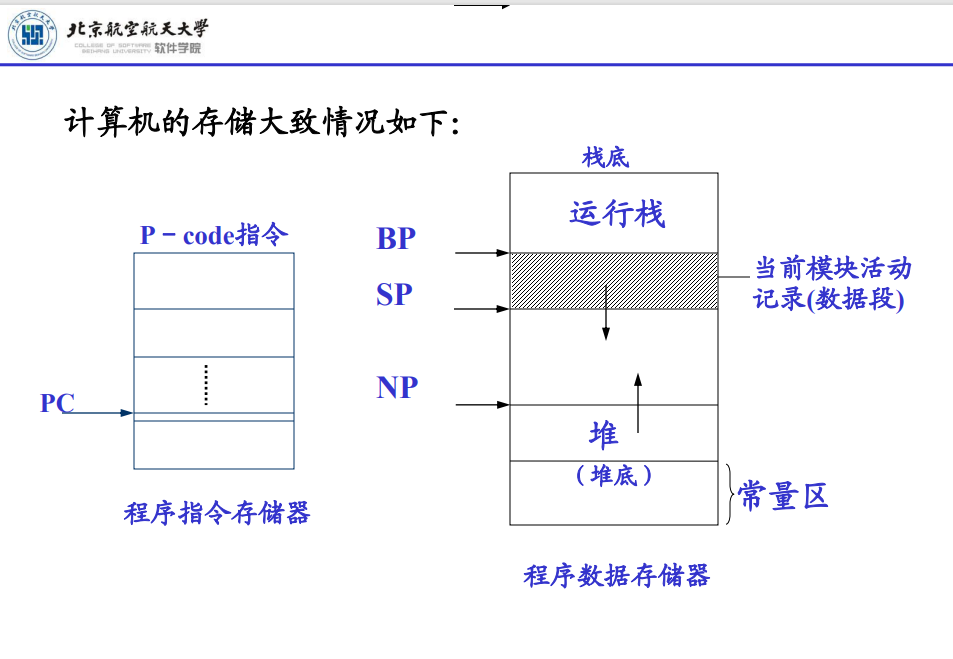 北京航空航天大学
COLLEGE OF SOFTWARE
BEIHANG UNIVERSITY 软件学院
计算机的存储大致情况如下:
栈底
运行栈
P－code指令
BP
当前模块活动
记录(数据段)
SP
NP
PC
堆
（堆底）
常量区
程序指令存储器
程序数据存储器